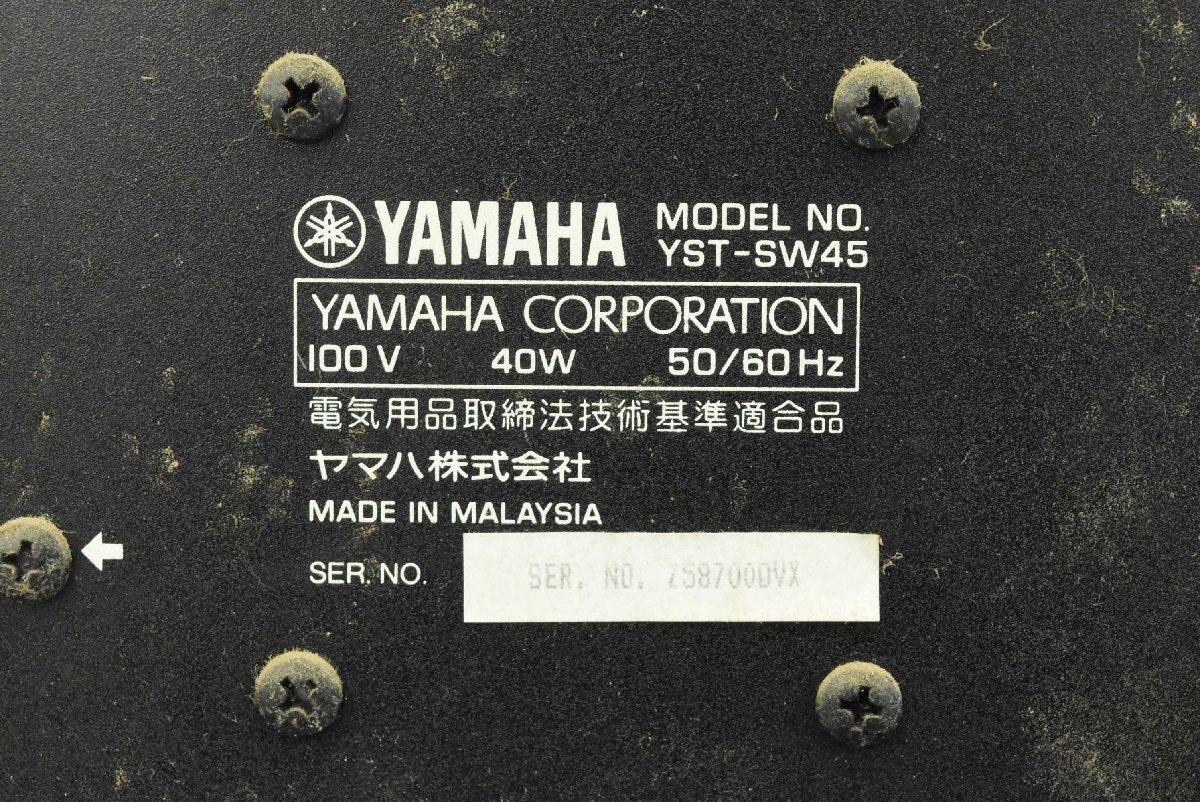 YAMAHA MODEL NO.
YST-SW45
YAMAHA CORPORATION
100V 40W 50/60Hz
電気用品取締法技術基準適合品
ヤマハ株式会社
MADE IN MALAYSIA
SER. NO.
SER. NO.